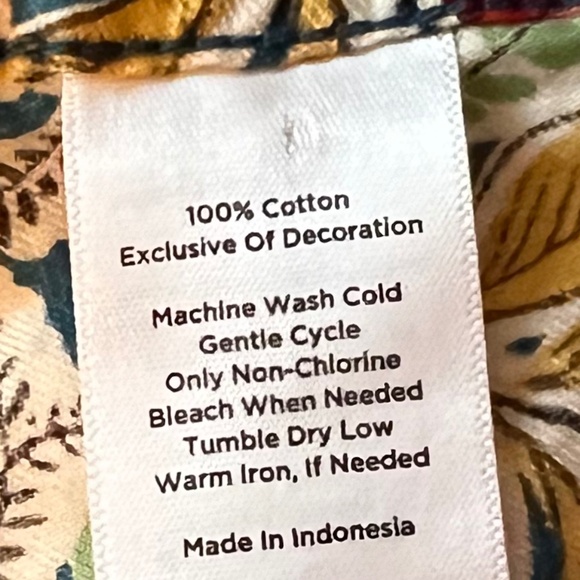 100% Cotton
Exclusive Of Decoration
Machine Wash Cold
Gentle Cycle
Only Non-Chlorine
Bleach When Needed
Tumble Dry Low
Warm Iron, If Needed
Made In Indonesia